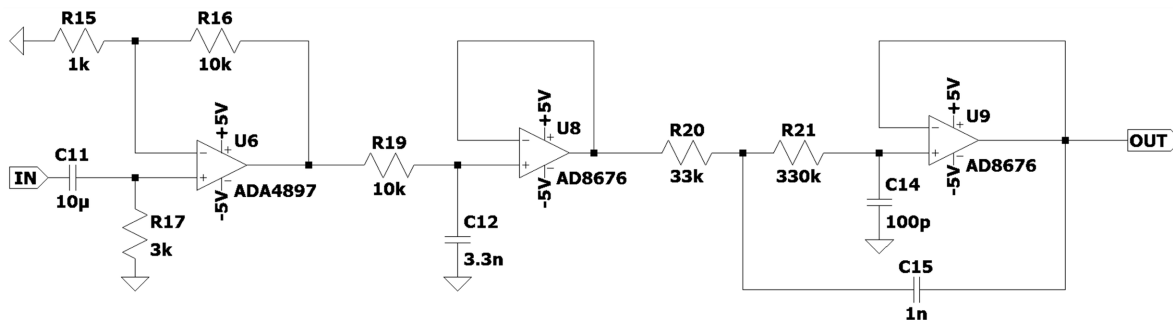 R15
1k
R16
10k
+5V
U6
ADA4897
-5V
IN
C11
10µ
R17
3k
R19
10k
C12
3.3n
+5V
U8
AD8676
-5V
R20
33k
R21
330k
C14
100p
+5V
U9
AD8676
-5V
C15
1n
OUT